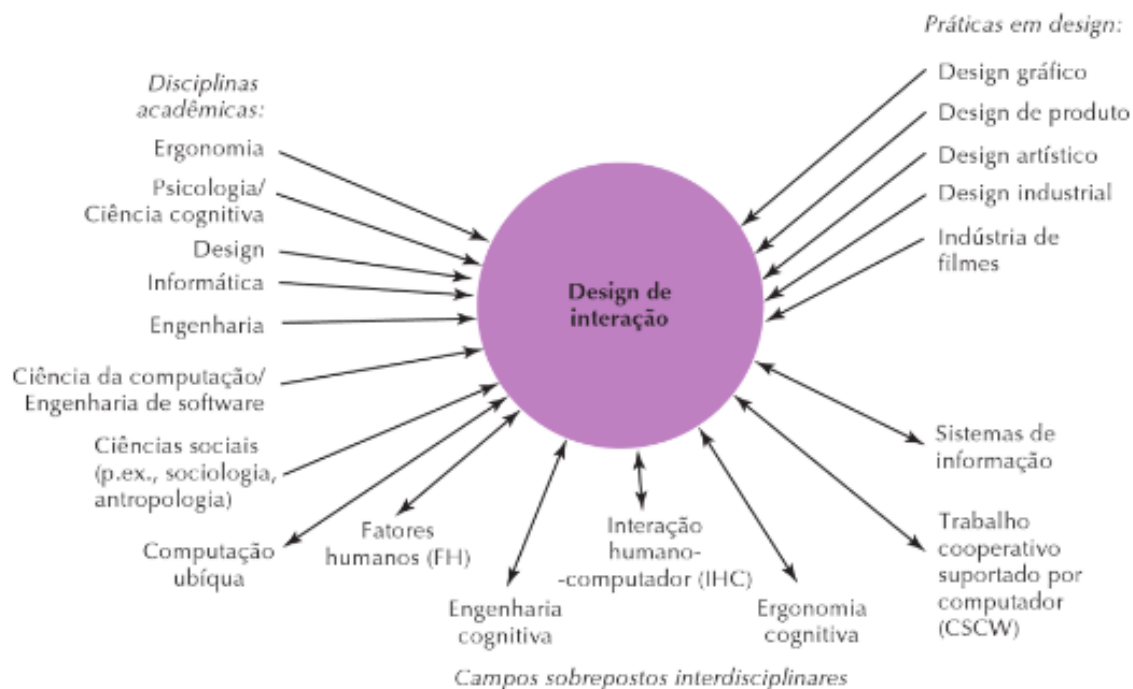 Práticas em design:
Design gráfico
Design de produto
Design artístico
Design industrial
Indústria de
filmes
Disciplinas
acadêmicas:
Ergonomia
Psicologia/
Ciência cognitiva
Design
Informática
Engenharia
Ciência da computação/
Engenharia de software
Ciências sociais
(p.ex., sociologia,
antropologia)
Design de
interação
Computação
ubíqua
Fatores
humanos (FH)
Engenharia
cognitiva
Interação
humano-
-computador (IHC)
Ergonomia
cognitiva
Sistemas de
informação
Trabalho
cooperativo
suportado por
computador
(CSCW)
Campos sobrepostos interdisciplinares